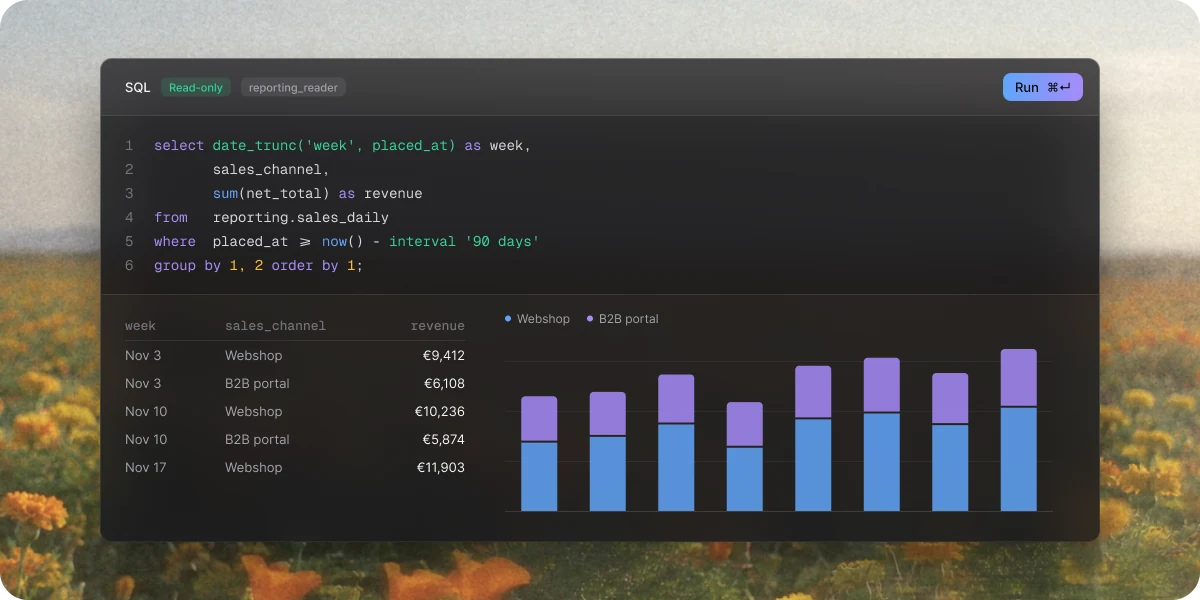 SQL Read-only reporting_reader Run ⌘↵
1 select date_trunc('week', placed_at) as week,
2 sales_channel,
3 sum(net_total) as revenue
4 from reporting.sales_daily
5 where placed_at >= now() - interval '90 days'
6 group by 1, 2 order by 1;
week sales_channel revenue
Nov 3 Webshop €9,412
Nov 3 B2B portal €6,108
Nov 10 Webshop €10,236
Nov 10 B2B portal €5,874
Nov 17 Webshop €11,903
Webshop B2B portal